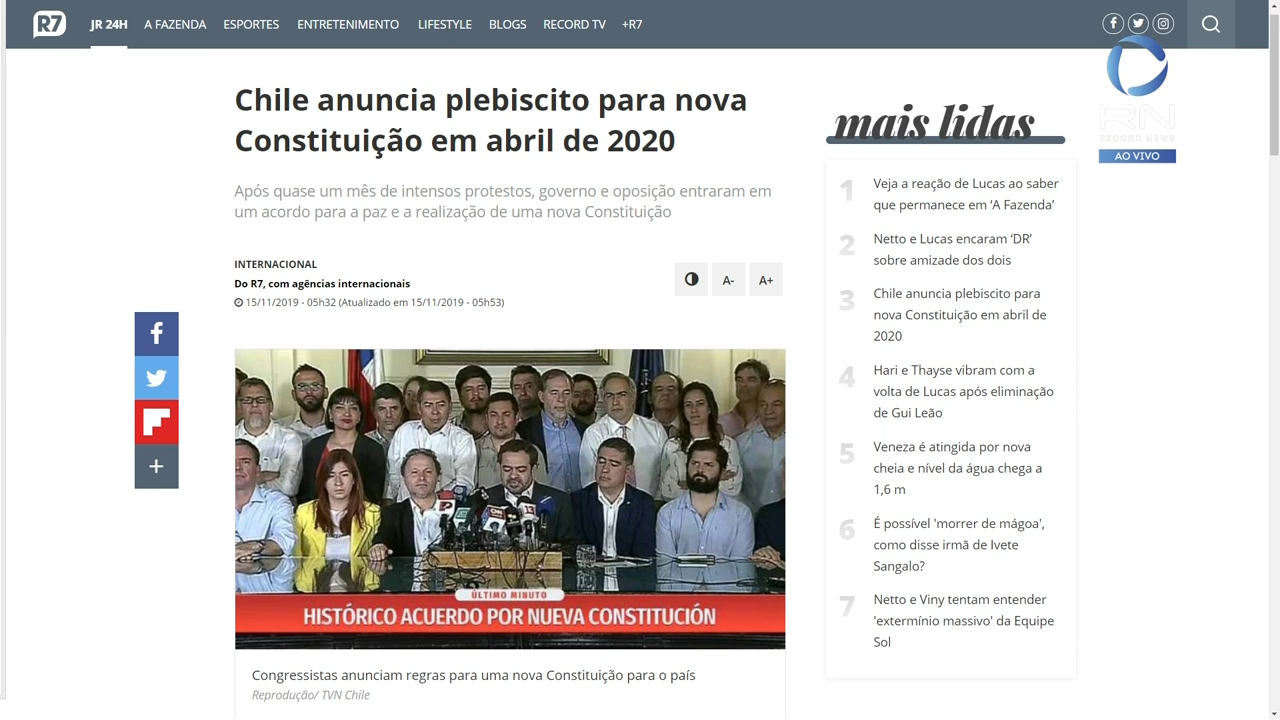 R7
JR 24H
A FAZENDA
ESPORTES
ENTRETENIMENTO
LIFESTYLE
BLOGS
RECORD TV
+R7
Chile anuncia plebiscito para nova
Constituição em abril de 2020
Após quase um mês de intensos protestos, governo e oposição entraram em
um acordo para a paz e a realização de uma nova Constituição
INTERNACIONAL
Do R7, com agências internacionais
15/11/2019 - 05h32 (Atualizado em 15/11/2019 - 05h53)
A-
A+
ÚLTIMO MINUTO
HISTÓRICO ACUERDO POR NUEVA CONSTITUCIÓN
Congressistas anunciam regras para uma nova Constituição para o país
Reprodução/ TVN Chile
mais lidas
1
Veja a reação de Lucas ao saber
que permanece em ‘A Fazenda’
2
Netto e Lucas encaram ‘DR’
sobre amizade dos dois
3
Chile anuncia plebiscito para
nova Constituição em abril de
2020
4
Hari e Thayse vibram com a
volta de Lucas após eliminação
de Gui Leão
5
Veneza é atingida por nova
cheia e nível da água chega a
1,6 m
6
É possível 'morrer de mágoa',
como disse irmã de Ivete
Sangalo?
7
Netto e Viny tentam entender
'extermínio massivo' da Equipe
Sol
RN
RECORD NEWS
AO VIVO